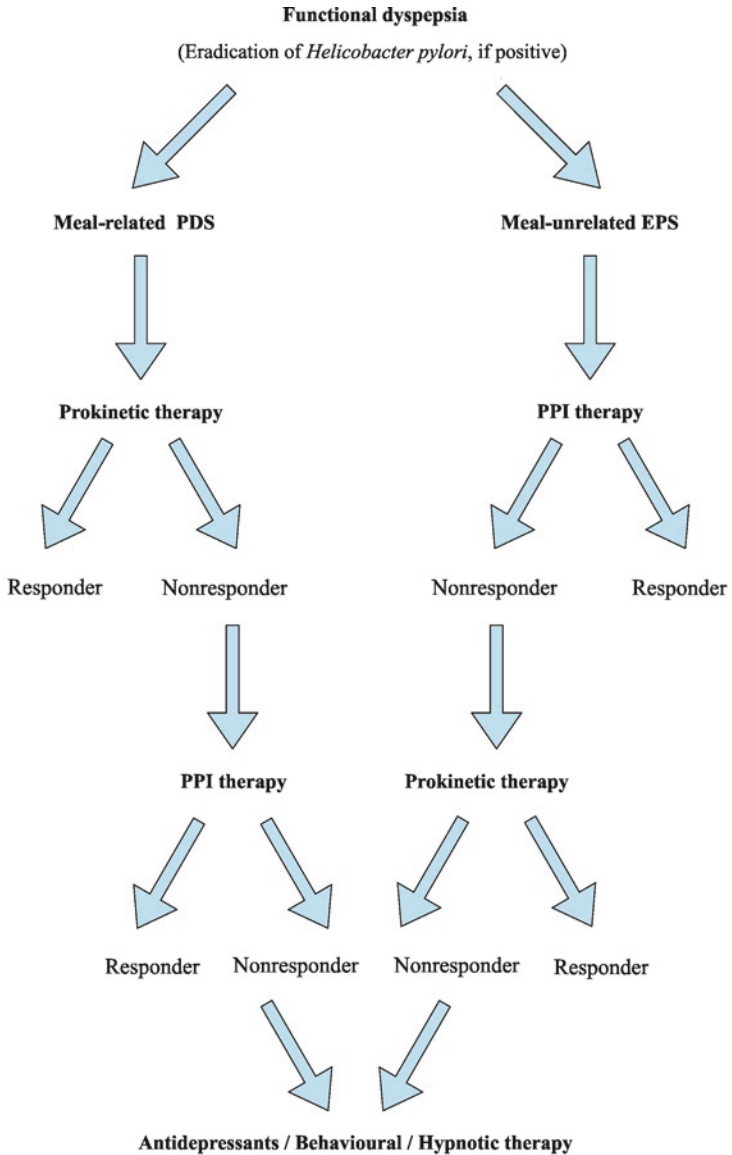 Functional dyspepsia
(Eradication of Helicobacter pylori, if positive)
Meal-related PDS
Meal-unrelated EPS
Prokinetic therapy
PPI therapy
Responder
Nonresponder
Nonresponder
Responder
PPI therapy
Prokinetic therapy
Responder
Nonresponder
Nonresponder
Responder
Antidepressants / Behavioural / Hypnotic therapy